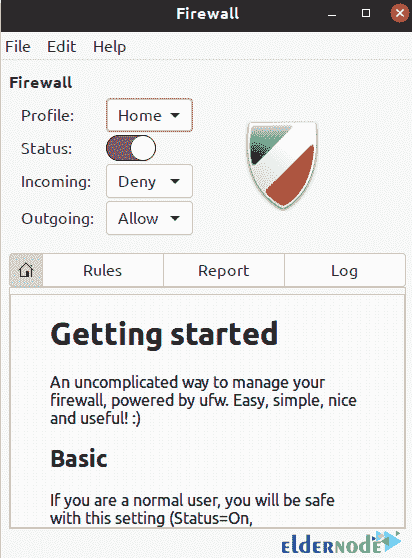 Firewall
File Edit Help
Firewall
Profile: Home
Status:
Incoming: Deny
Outgoing: Allow
Rules Report Log
Getting started
An uncomplicated way to manage your
firewall, powered by ufw. Easy, simple, nice
and useful! :)
Basic
If you are a normal user, you will be safe
with this setting (Status=On,
eldernode